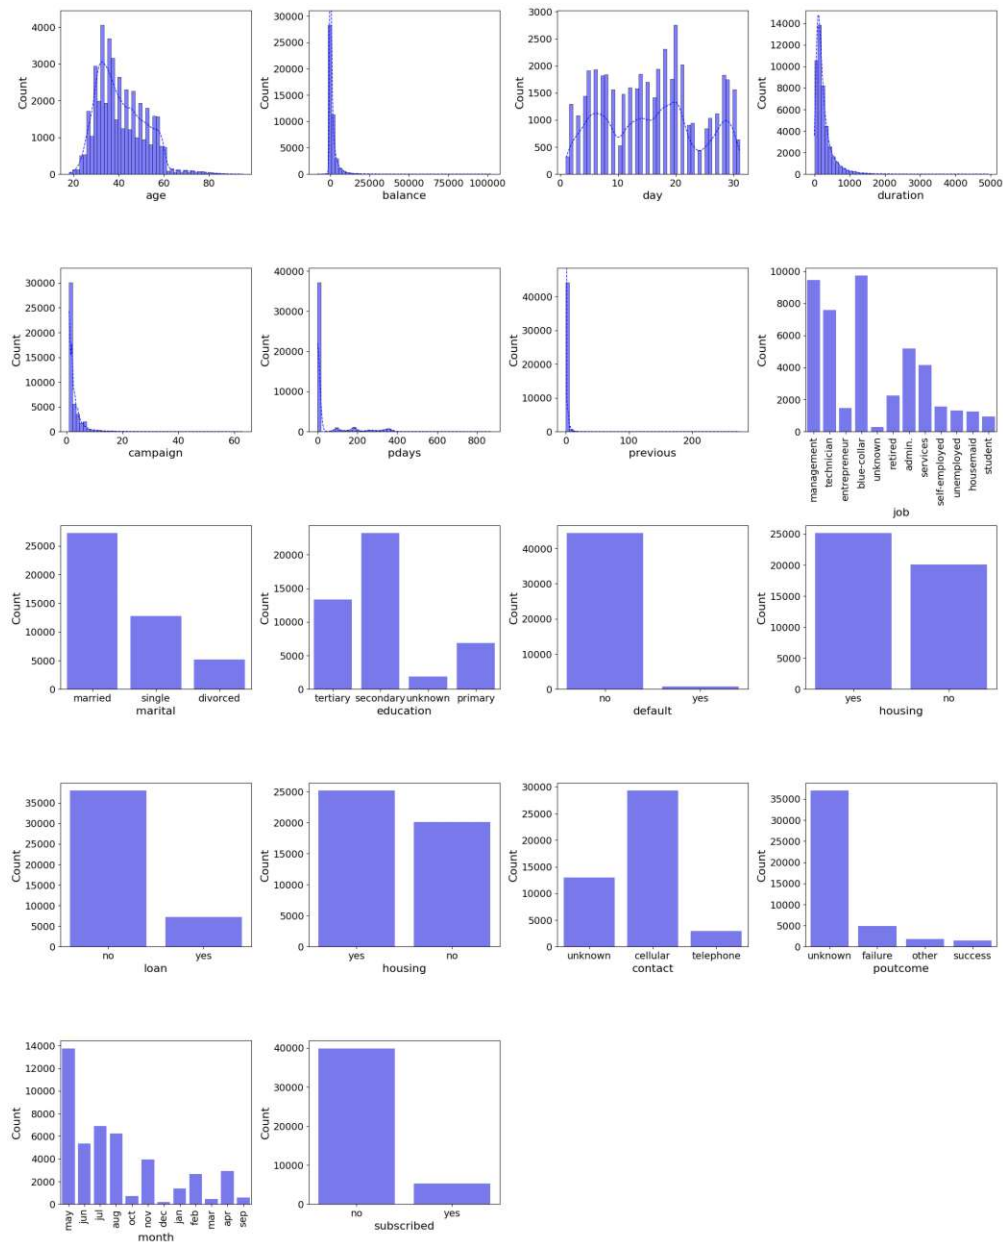 4000
3000
2000
1000
0
Count
20 40 60 80
age
30000
25000
20000
15000
10000
5000
0
Count
0 25000 50000 75000 100000
balance
3000
2500
2000
1500
1000
500
0
Count
0 10 20 30
day
14000
12000
10000
8000
6000
4000
2000
0
Count
0 1000 2000 3000 4000 5000
duration
30000
25000
20000
15000
10000
5000
0
Count
0 20 40 60
campaign
40000
30000
20000
10000
0
Count
0 200 400 600 800
pdays
40000
30000
20000
10000
0
Count
0 100 200
previous
10000
8000
6000
4000
2000
0
Count
management
technician
entrepreneur
blue-collar
unknown
retired
admin.
services
self-employed
unemployed
housemaid
student
job
25000
20000
15000
10000
5000
0
Count
married single divorced
marital
20000
15000
10000
5000
0
Count
tertiary secondary unknown primary
education
40000
30000
20000
10000
0
Count
no yes
default
25000
20000
15000
10000
5000
0
Count
yes no
housing
35000
30000
25000
20000
15000
10000
5000
0
Count
no yes
loan
25000
20000
15000
10000
5000
0
Count
yes no
housing
30000
25000
20000
15000
10000
5000
0
Count
unknown cellular telephone
contact
35000
30000
25000
20000
15000
10000
5000
0
Count
unknown failure other success
poutcome
14000
12000
10000
8000
6000
4000
2000
0
Count
may
jun
jul
aug
oct
nov
dec
jan
feb
mar
apr
sep
month
40000
30000
20000
10000
0
Count
no yes
subscribed